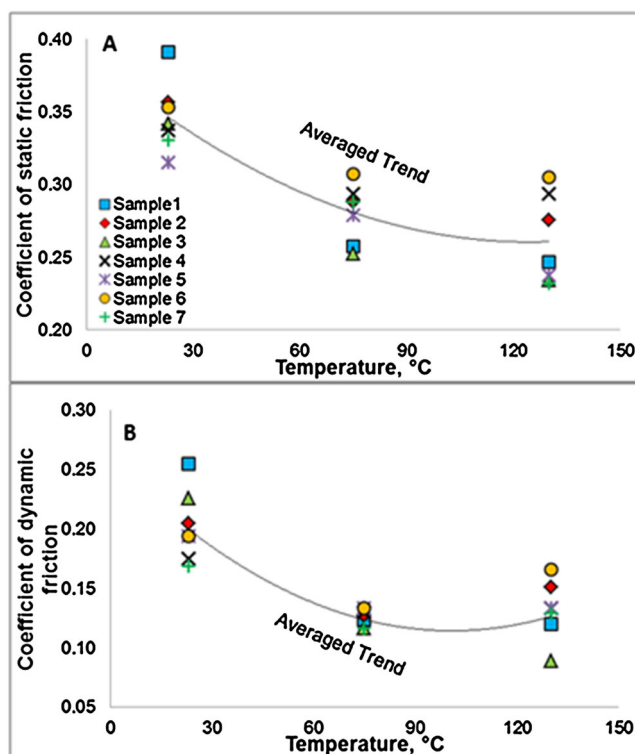 A
0.40
0.35
0.30
0.25
0.20
Coefficient of static friction
Averaged Trend
Sample1
Sample 2
Sample 3
Sample 4
Sample 5
Sample 6
Sample 7
0 30 60 90 120 150
Temperature, °C
B
0.30
0.25
0.20
0.15
0.10
0.05
Coefficient of dynamic
friction
Averaged Trend
0 30 60 90 120 150
Temperature, °C